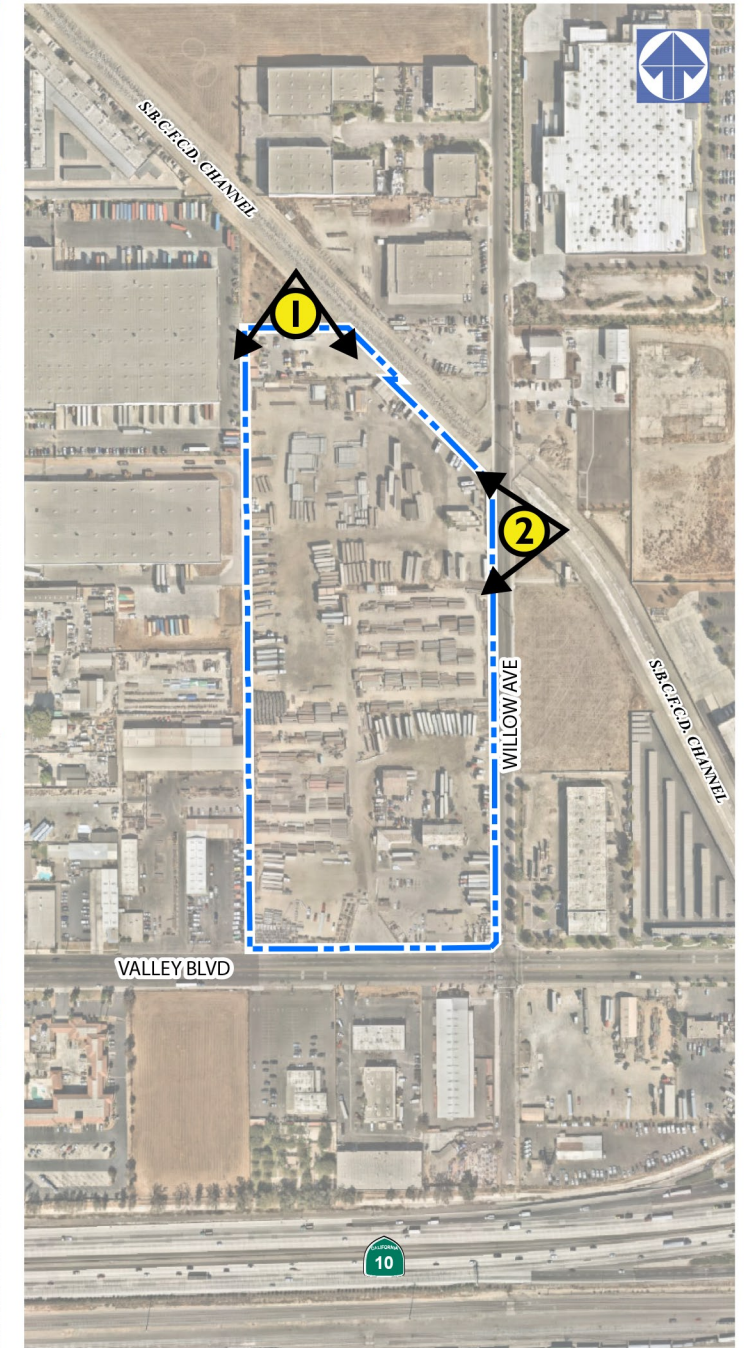 S.B.C.F.C.D. CHANNEL
1
2
WILLOW AVE
S.B.C.F.C.D. CHANNEL
VALLEY BLVD
CALIFORNIA
10